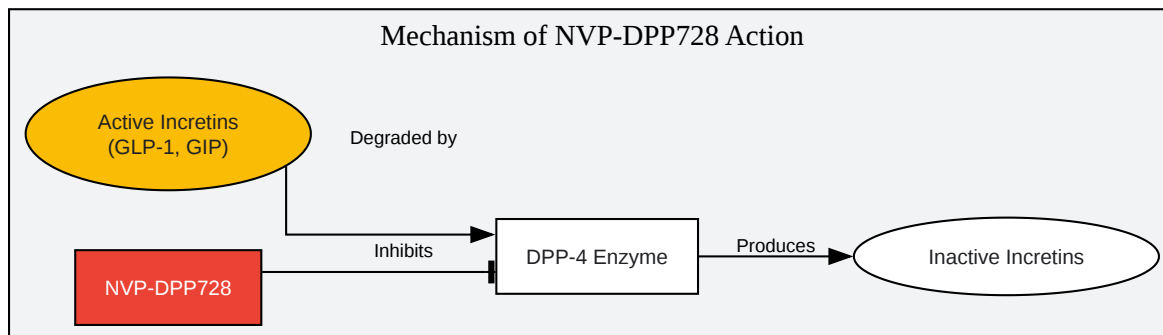 Mechanism of NVP-DPP728 Action
Active Incretins
(GLP-1, GIP)
Degraded by
Inhibits
NVP-DPP728
DPP-4 Enzyme
Produces
Inactive Incretins